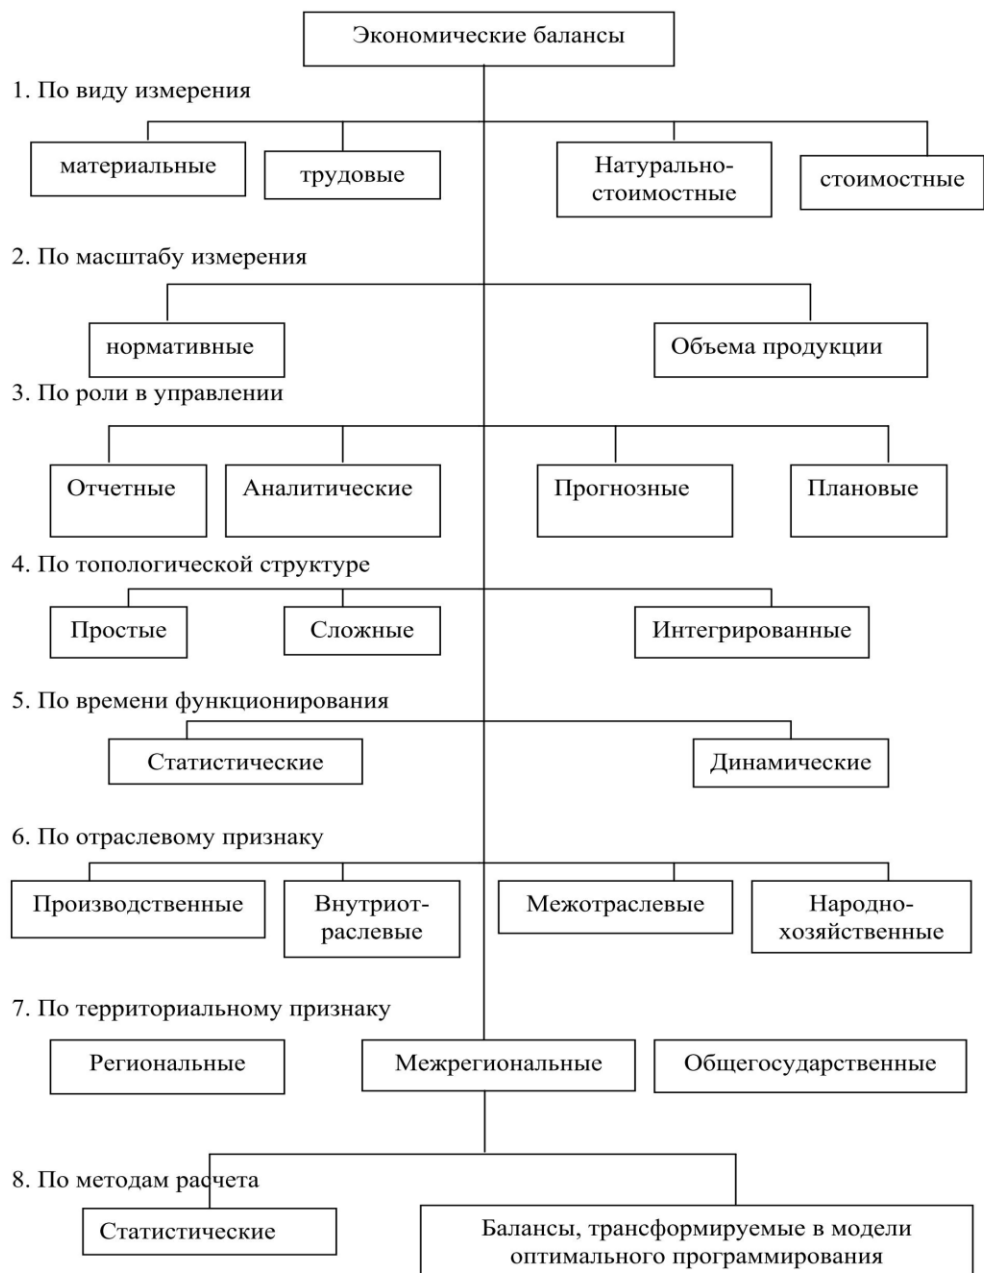 Экономические балансы
1. По виду измерения
материальные
трудовые
Натурально-
стоимостные
стоимостные
2. По масштабу измерения
нормативные
Объема продукции
3. По роли в управлении
Отчетные
Аналитические
Прогнозные
Плановые
4. По топологической структуре
Простые
Сложные
Интегрированные
5. По времени функционирования
Статистические
Динамические
6. По отраслевому признаку
Производственные
Внутриот-
раслевые
Межотраслевые
Народно-
хозяйственные
7. По территориальному признаку
Региональные
Межрегиональные
Общегосударственные
8. По методам расчета
Статистические
Балансы, трансформируемые в модели
оптимального программирования